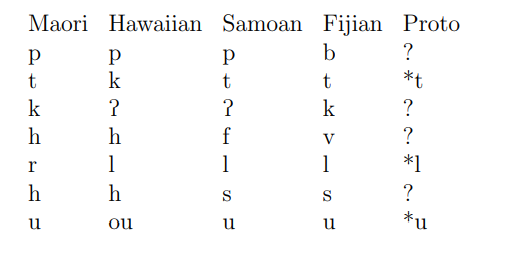 Maori Hawaiian Samoan Fijian Proto
p p p b ?
t k t t *t
k ʔ ʔ k ?
h h f v ?
r l l l *l
h h s s ?
u ou u u *u